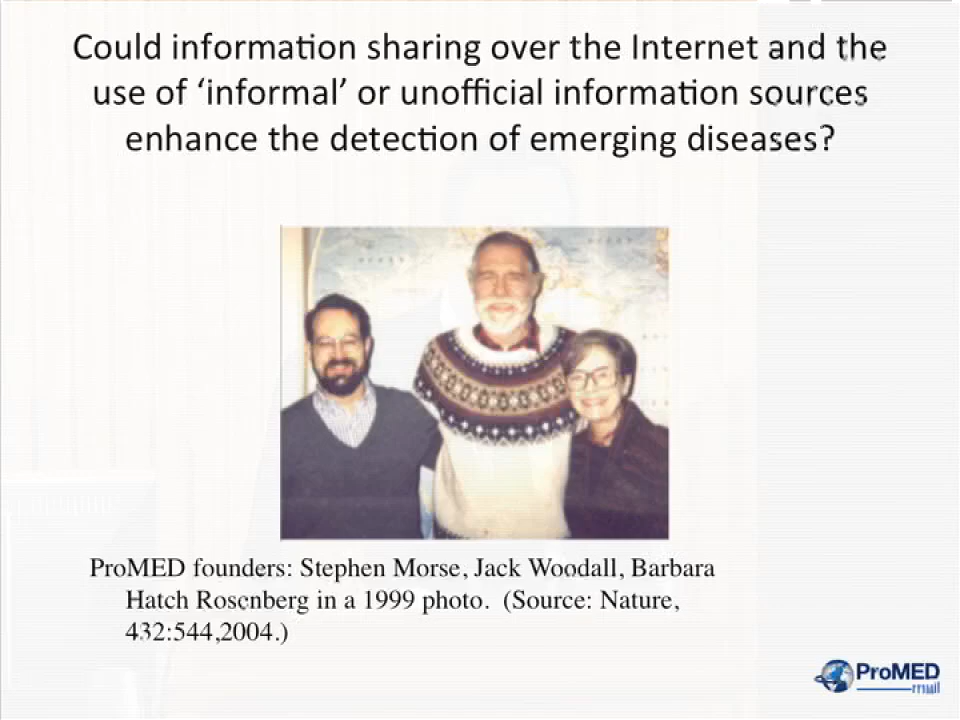 Could information sharing over the Internet and the
use of ‘informal’ or unofficial information sources
enhance the detection of emerging diseases?
ProMED founders: Stephen Morse, Jack Woodall, Barbara
Hatch Rosenberg in a 1999 photo. (Source: Nature,
432:544,2004.)
ProMED
mail